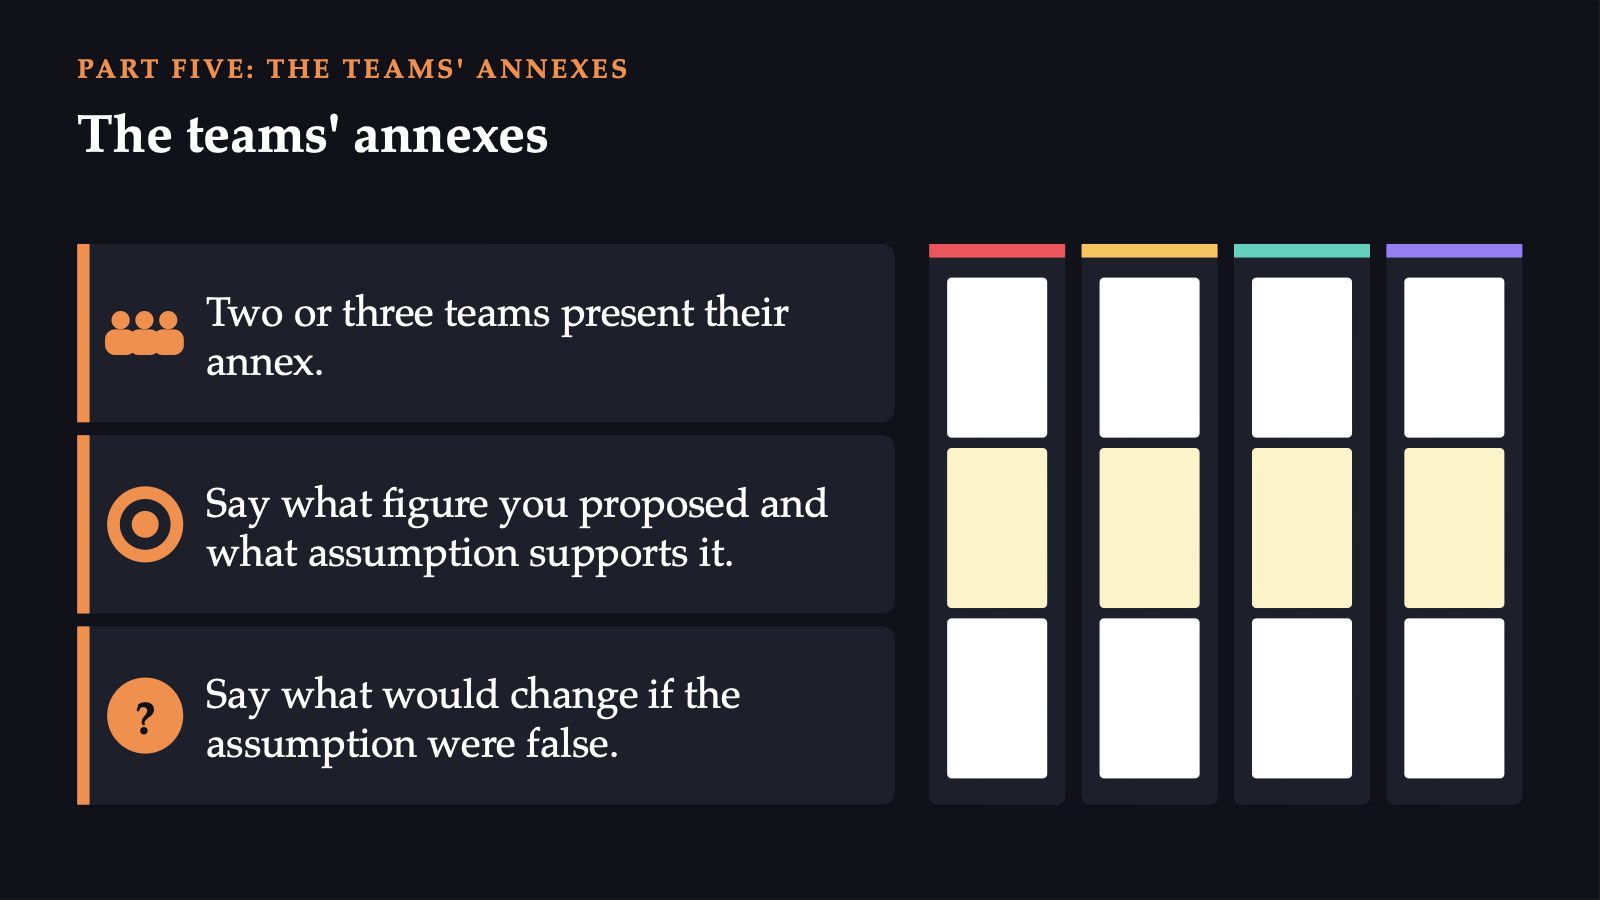 PART FIVE: THE TEAMS' ANNEXES
The teams' annexes
Two or three teams present their
annex.
Say what figure you proposed and
what assumption supports it.
?
Say what would change if the
assumption were false.